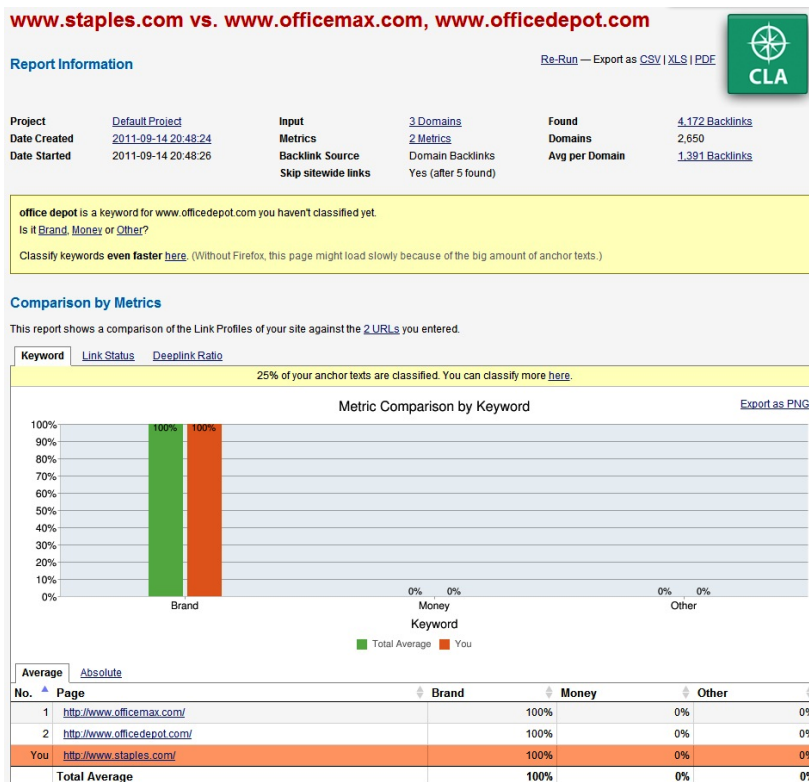 www.staples.com vs. www.officemax.com, www.officedepot.com
Report Information
Re-Run — Export as CSV | XLS | PDF
CLA
Project Default Project Input 3 Domains Found 4,172 Backlinks
Date Created 2011-09-14 20:48:24 Metrics 2 Metrics Domains 2,650
Date Started 2011-09-14 20:48:26 Backlink Source Domain Backlinks Avg per Domain 1,391 Backlinks
Skip sitewide links Yes (after 5 found)
office depot is a keyword for www.officedepot.com you haven't classified yet.
Is it Brand, Money or Other?
Classify keywords even faster here. (Without Firefox, this page might load slowly because of the big amount of anchor texts.)
Comparison by Metrics
This report shows a comparison of the Link Profiles of your site against the 2 URLs you entered.
Keyword Link Status Deeplink Ratio
25% of your anchor texts are classified. You can classify more here.
Metric Comparison by Keyword
Export as PNG
100%
90%
80%
70%
60%
50%
40%
30%
20%
10%
0%
100% 100%
0% 0%
0% 0%
Brand Money Other
Keyword
Total Average You
Average Absolute
No. Page Brand Money Other
1 http://www.officemax.com/ 100% 0% 0%
2 http://www.officedepot.com/ 100% 0% 0%
You http://www.staples.com/ 100% 0% 0%
Total Average 100% 0% 0%